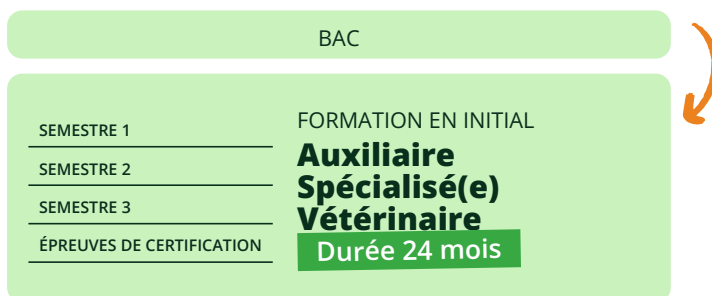 BAC
SEMESTRE 1
SEMESTRE 2
SEMESTRE 3
ÉPREUVES DE CERTIFICATION
FORMATION EN INITIAL
Auxiliaire
Spécialisé(e)
Vétérinaire
Durée 24 mois